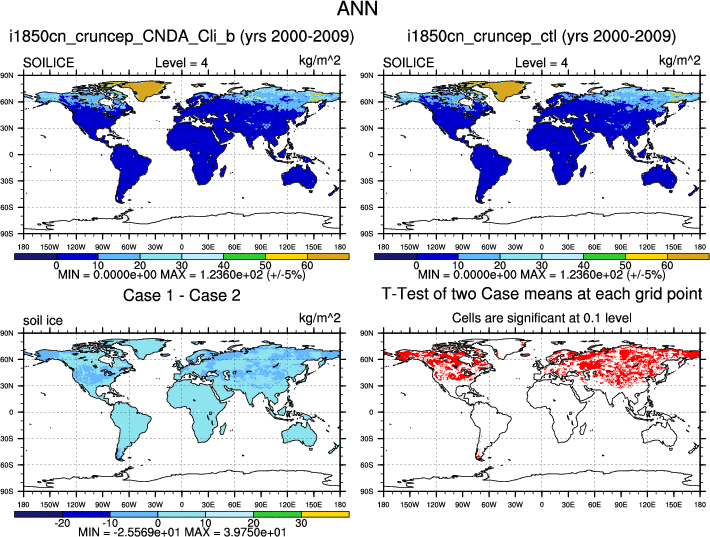 ANN
i1850cn_cruncep_CNDA_Cli_b (yrs 2000-2009)
i1850cn_cruncep_ctl (yrs 2000-2009)
SOILICE Level = 4 kg/m^2
SOILICE Level = 4 kg/m^2
90N
60N
30N
0
30S
60S
90S
180 150W 120W 90W 60W 30W 0 30E 60E 90E 120E 150E 180
0 10 20 30 40 50 60
MIN = 0.0000e+00 MAX = 1.2360e+02 (+/-5%)
90N
60N
30N
0
30S
60S
90S
180 150W 120W 90W 60W 30W 0 30E 60E 90E 120E 150E 180
0 10 20 30 40 50 60
MIN = 0.0000e+00 MAX = 1.2360e+02 (+/-5%)
Case 1 - Case 2
soil ice kg/m^2
90N
60N
30N
0
30S
60S
90S
180 150W 120W 90W 60W 30W 0 30E 60E 90E 120E 150E 180
-20 -10 0 10 20 30
MIN = -2.5569e+01 MAX = 3.9750e+01
T-Test of two Case means at each grid point
Cells are significant at 0.1 level
90N
60N
30N
0
30S
60S
90S
180 150W 120W 90W 60W 30W 0 30E 60E 90E 120E 150E 180